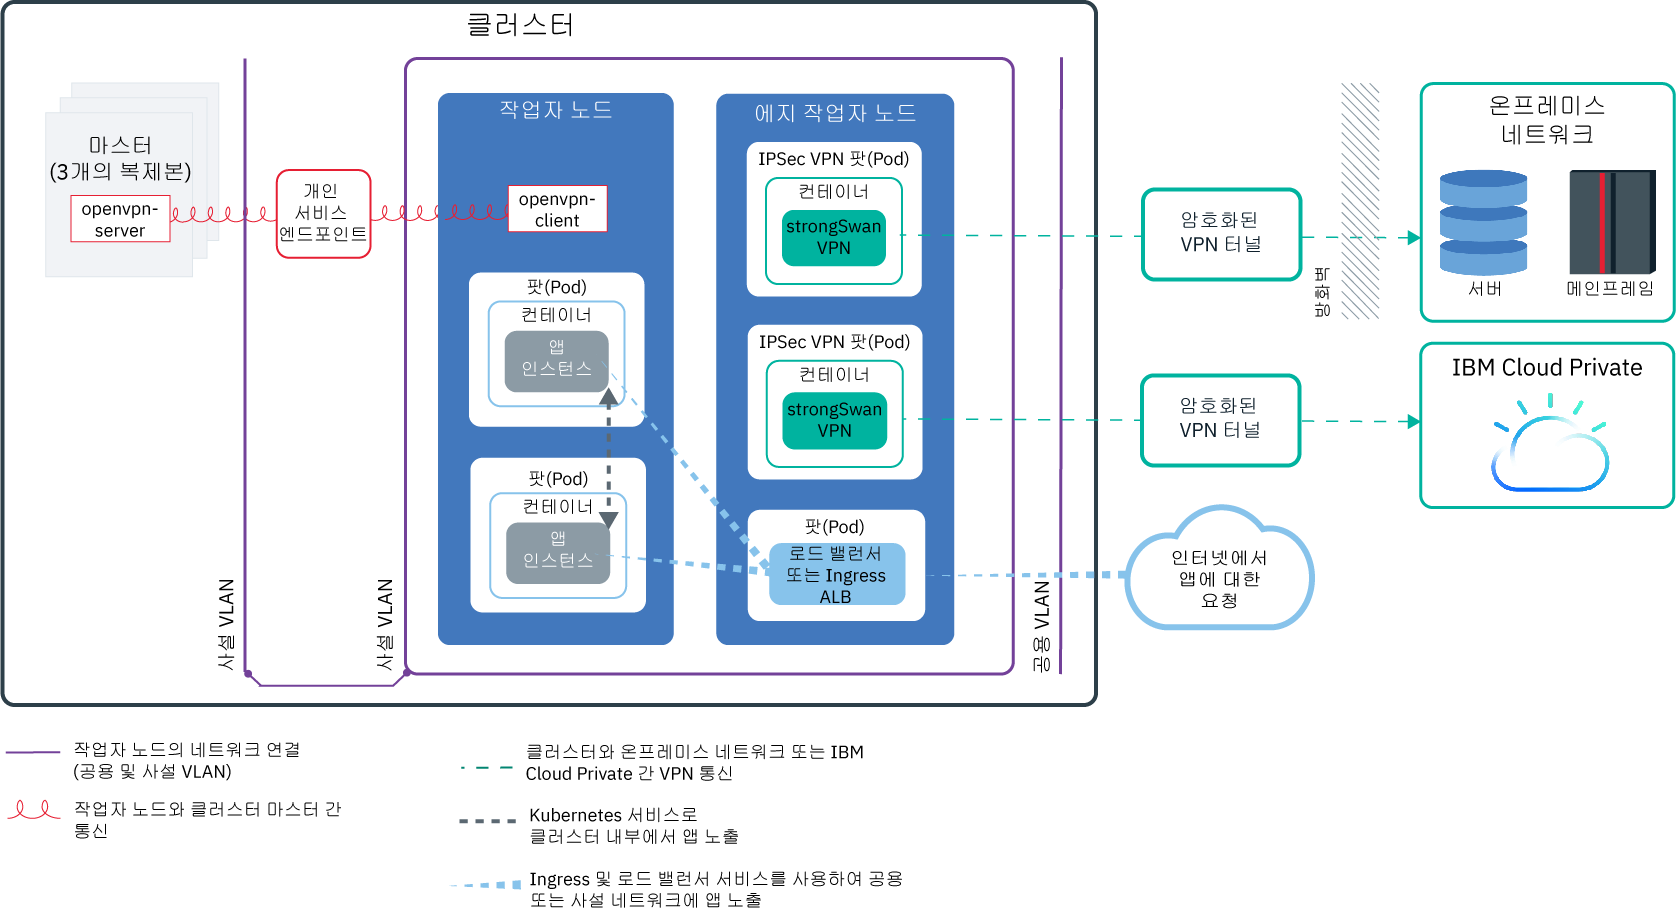 클러스터
마스터
(3개의 복제본)
openvpn-
server
개인
서비스
엔드포인트
사설 VLAN
사설 VLAN
작업자 노드
openvpn-
client
팟(Pod)
컨테이너
앱
인스턴스
팟(Pod)
컨테이너
앱
인스턴스
에지 작업자 노드
IPSec VPN 팟(Pod)
컨테이너
strongSwan
VPN
IPSec VPN 팟(Pod)
컨테이너
strongSwan
VPN
팟(Pod)
로드 밸런서
또는 Ingress
ALB
공용 VLAN
암호화된
VPN 터널
방화벽
온프레미스
네트워크
서버
메인프레임
암호화된
VPN 터널
IBM Cloud Private
인터넷에서
앱에 대한
요청
작업자 노드의 네트워크 연결
(공용 및 사설 VLAN)
작업자 노드와 클러스터 마스터 간
통신
클러스터와 온프레미스 네트워크 또는 IBM
Cloud Private 간 VPN 통신
Kubernetes 서비스로
클러스터 내부에서 앱 노출
Ingress 및 로드 밸런서 서비스를 사용하여 공용
또는 사설 네트워크에 앱 노출